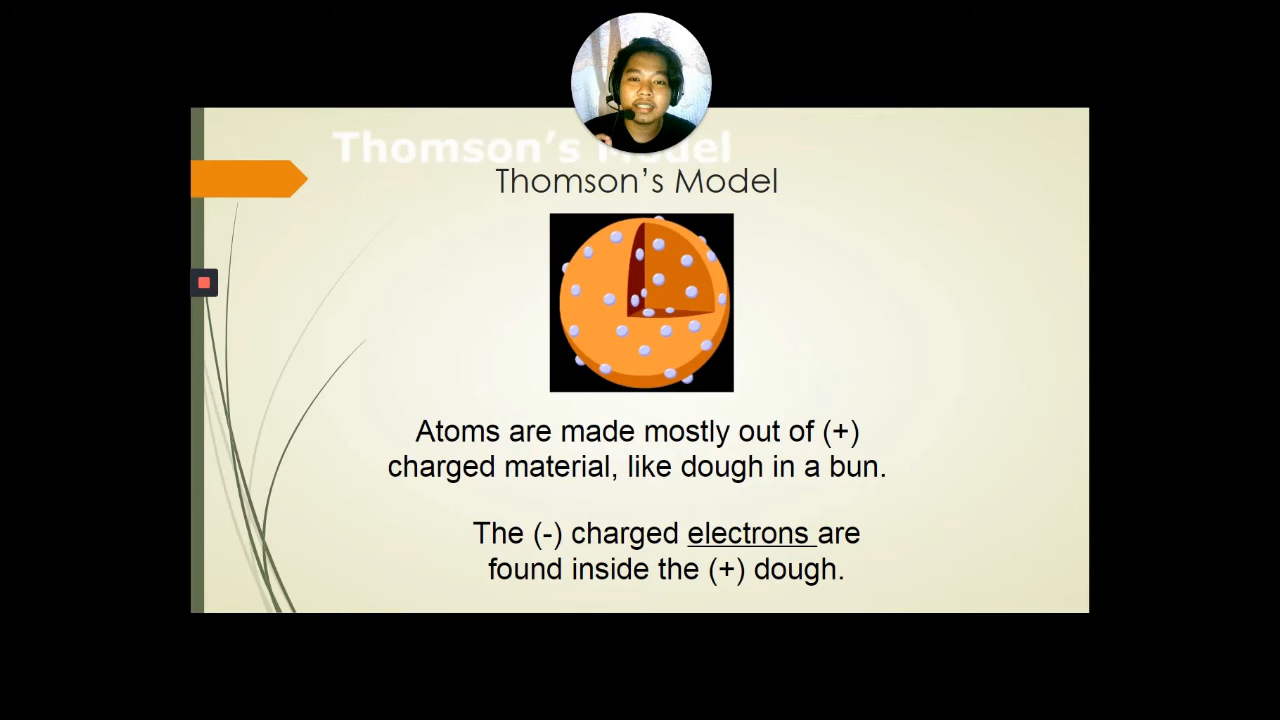 Thomson's Model
Thomson's Model
Atoms are made mostly out of (+)
charged material, like dough in a bun.
The (-) charged electrons are
found inside the (+) dough.